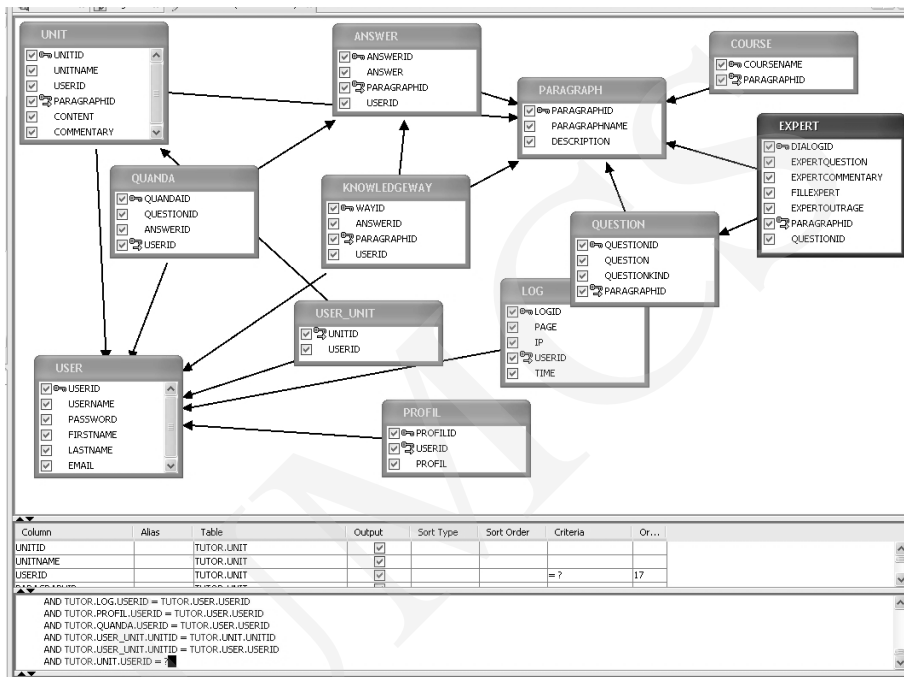 UNIT
UNITID
UNITNAME
USERID
PARAGRAPHID
CONTENT
COMMENTARY
ANSWER
ANSWERID
ANSWER
PARAGRAPHID
USERID
COURSE
COURSENAME
PARAGRAPHID
PARAGRAPH
PARAGRAPHID
PARAGRAPHNAME
DESCRIPTION
EXPERT
DIALOGID
EXPERTQUESTION
EXPERTCOMMENTARY
FILLEXPERT
EXPERTOUTRAGE
PARAGRAPHID
QUESTIONID
QUANDA
QUANDAID
QUESTIONID
ANSWERID
USERID
KNOWLEDGEWAY
WAYID
ANSWERID
PARAGRAPHID
USERID
QUESTION
QUESTIONID
QUESTION
QUESTIONKIND
PARAGRAPHID
LOG
LOGID
PAGE
IP
USERID
TIME
USER_UNIT
UNITID
USERID
USER
USERID
USERNAME
PASSWORD
FIRSTNAME
LASTNAME
EMAIL
PROFIL
PROFILID
USERID
PROFIL
Column Alias Table Output Sort Type Sort Order Criteria Or...
UNITID TUTOR.UNIT
UNITNAME TUTOR.UNIT
USERID TUTOR.UNIT = ? 17
AND TUTOR.LOG.USERID = TUTOR.USER.USERID
AND TUTOR.PROFIL.USERID = TUTOR.USER.USERID
AND TUTOR.QUANDA.USERID = TUTOR.USER.USERID
AND TUTOR.USER_UNIT.UNITID = TUTOR.UNIT.UNITID
AND TUTOR.USER_UNIT.UNITID = TUTOR.USER.USERID
AND TUTOR.UNIT.USERID = ?
UMCS